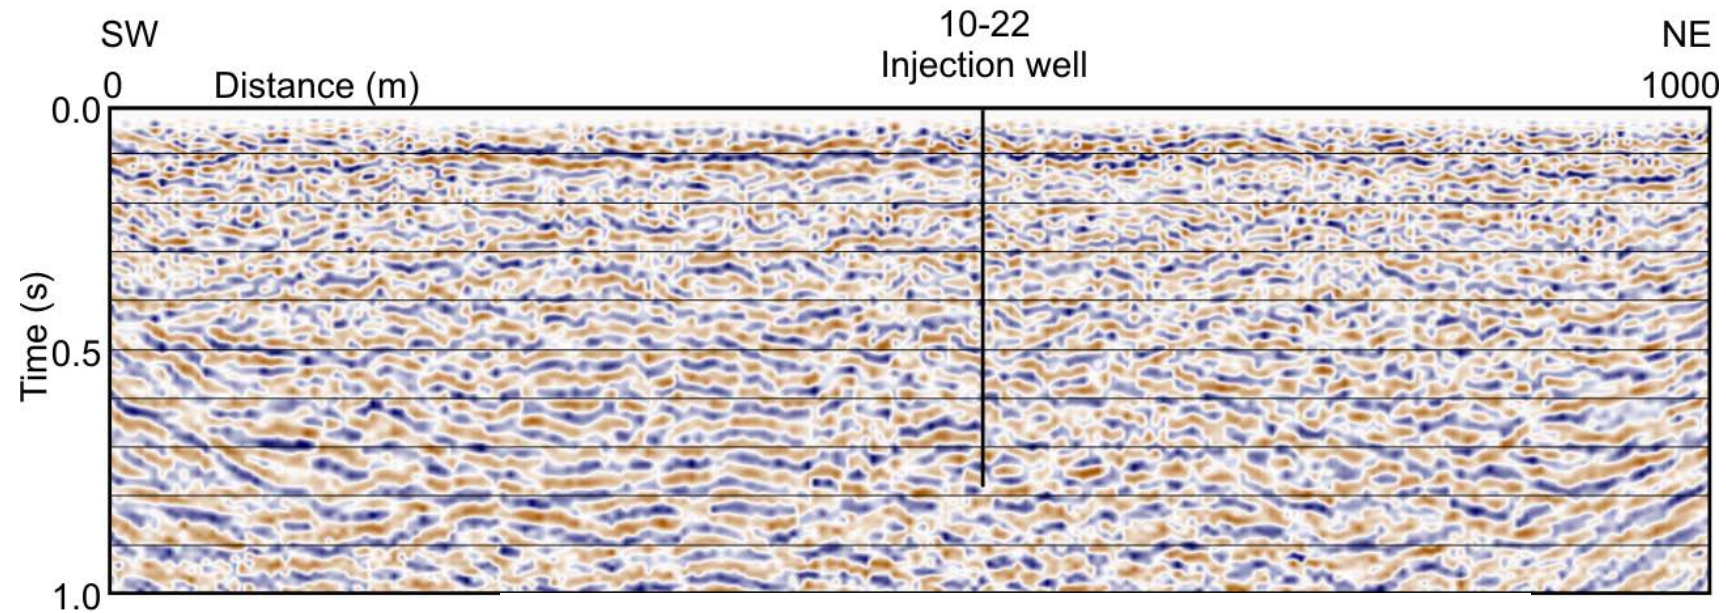 SW
10-22
Injection well
NE
0
Distance (m)
1000
0.0
Time (s)
0.5
1.0